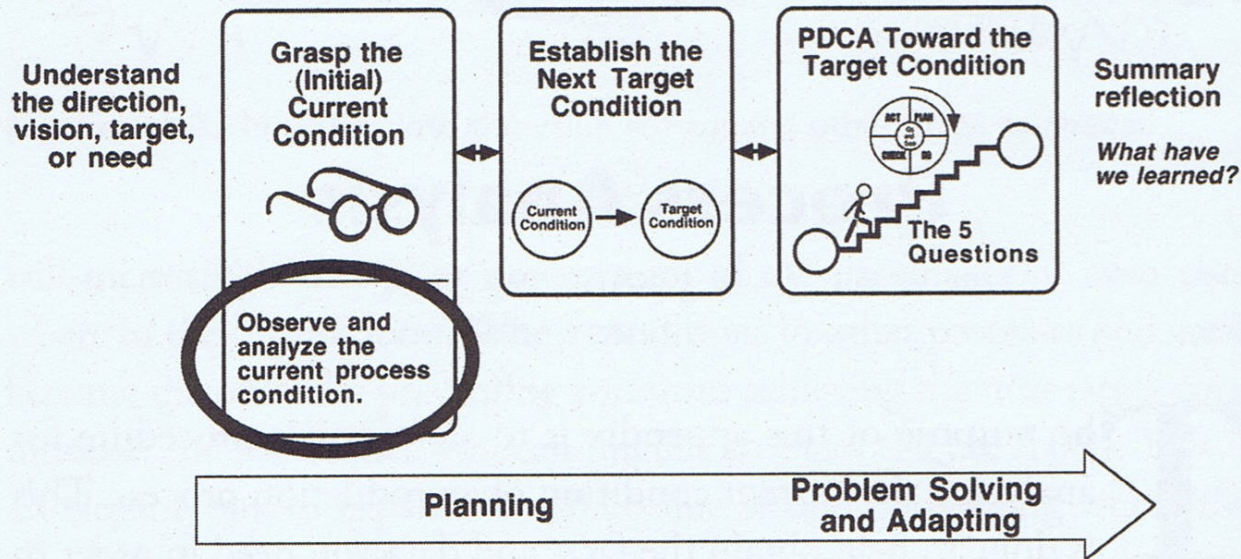 Understand
the direction,
vision, target,
or need
Grasp the
(Initial)
Current
Condition
Observe and
analyze the
current process
condition.
Establish the
Next Target
Condition
Current
Condition
Target
Condition
PDCA Toward the
Target Condition
ACT PLAN
CHECK DO
The 5
Questions
Summary
reflection
What have
we learned?
Planning
Problem Solving
and Adapting